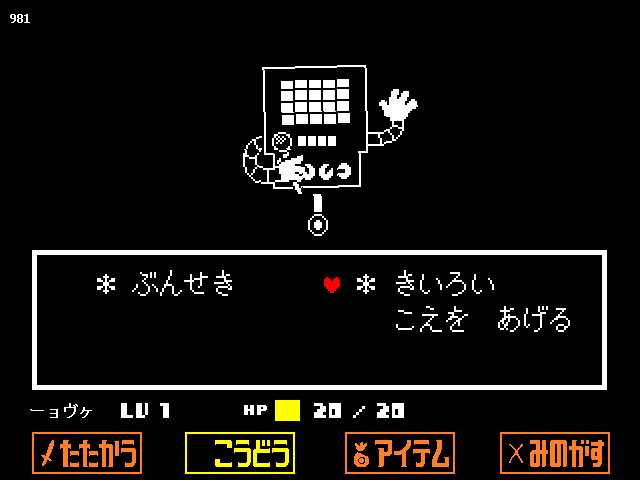 981
* ぶんせき
* きいろい
こえを あげる
ーョヴヶ LV 1 HP 20 / 20
たたかう こうどう アイテム みのがす